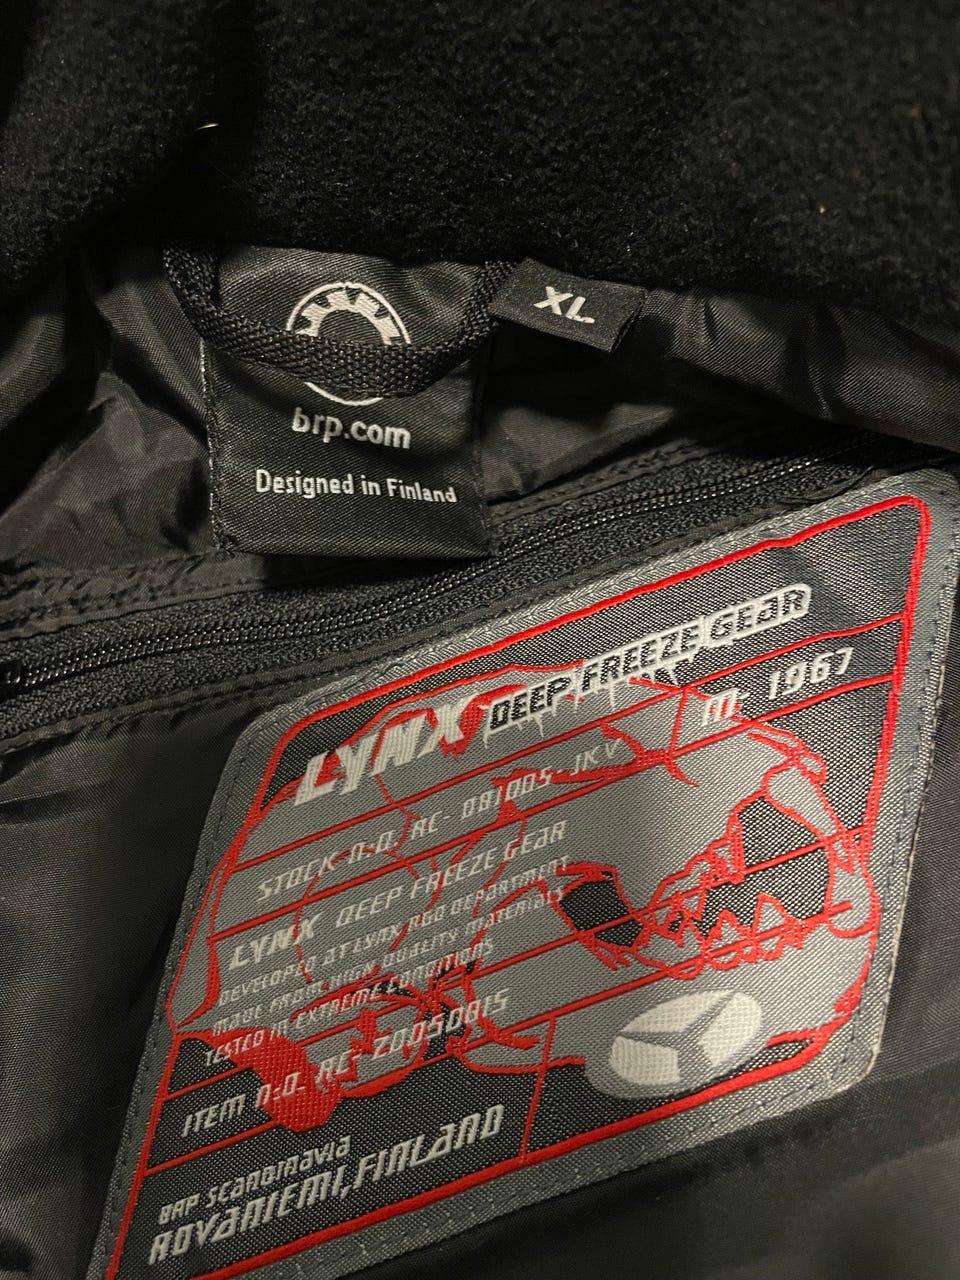 XL
brp.com
Designed in Finland
LYNX DEEP FREEZE GEAR
M- 1967
STOCK n.o. RC- 081005-JKV
LYNX DEEP FREEZE GEAR
DEVELOPED AT LYNX R&D DEPARTMENT
MADE FROM HIGH QUALITY MATERIALS
TESTED IN EXTREME CONDITIONS
ITEM n.o. RC- 20050815
BRP SCANDINAVIA
ROVANIEMI, FINLAND